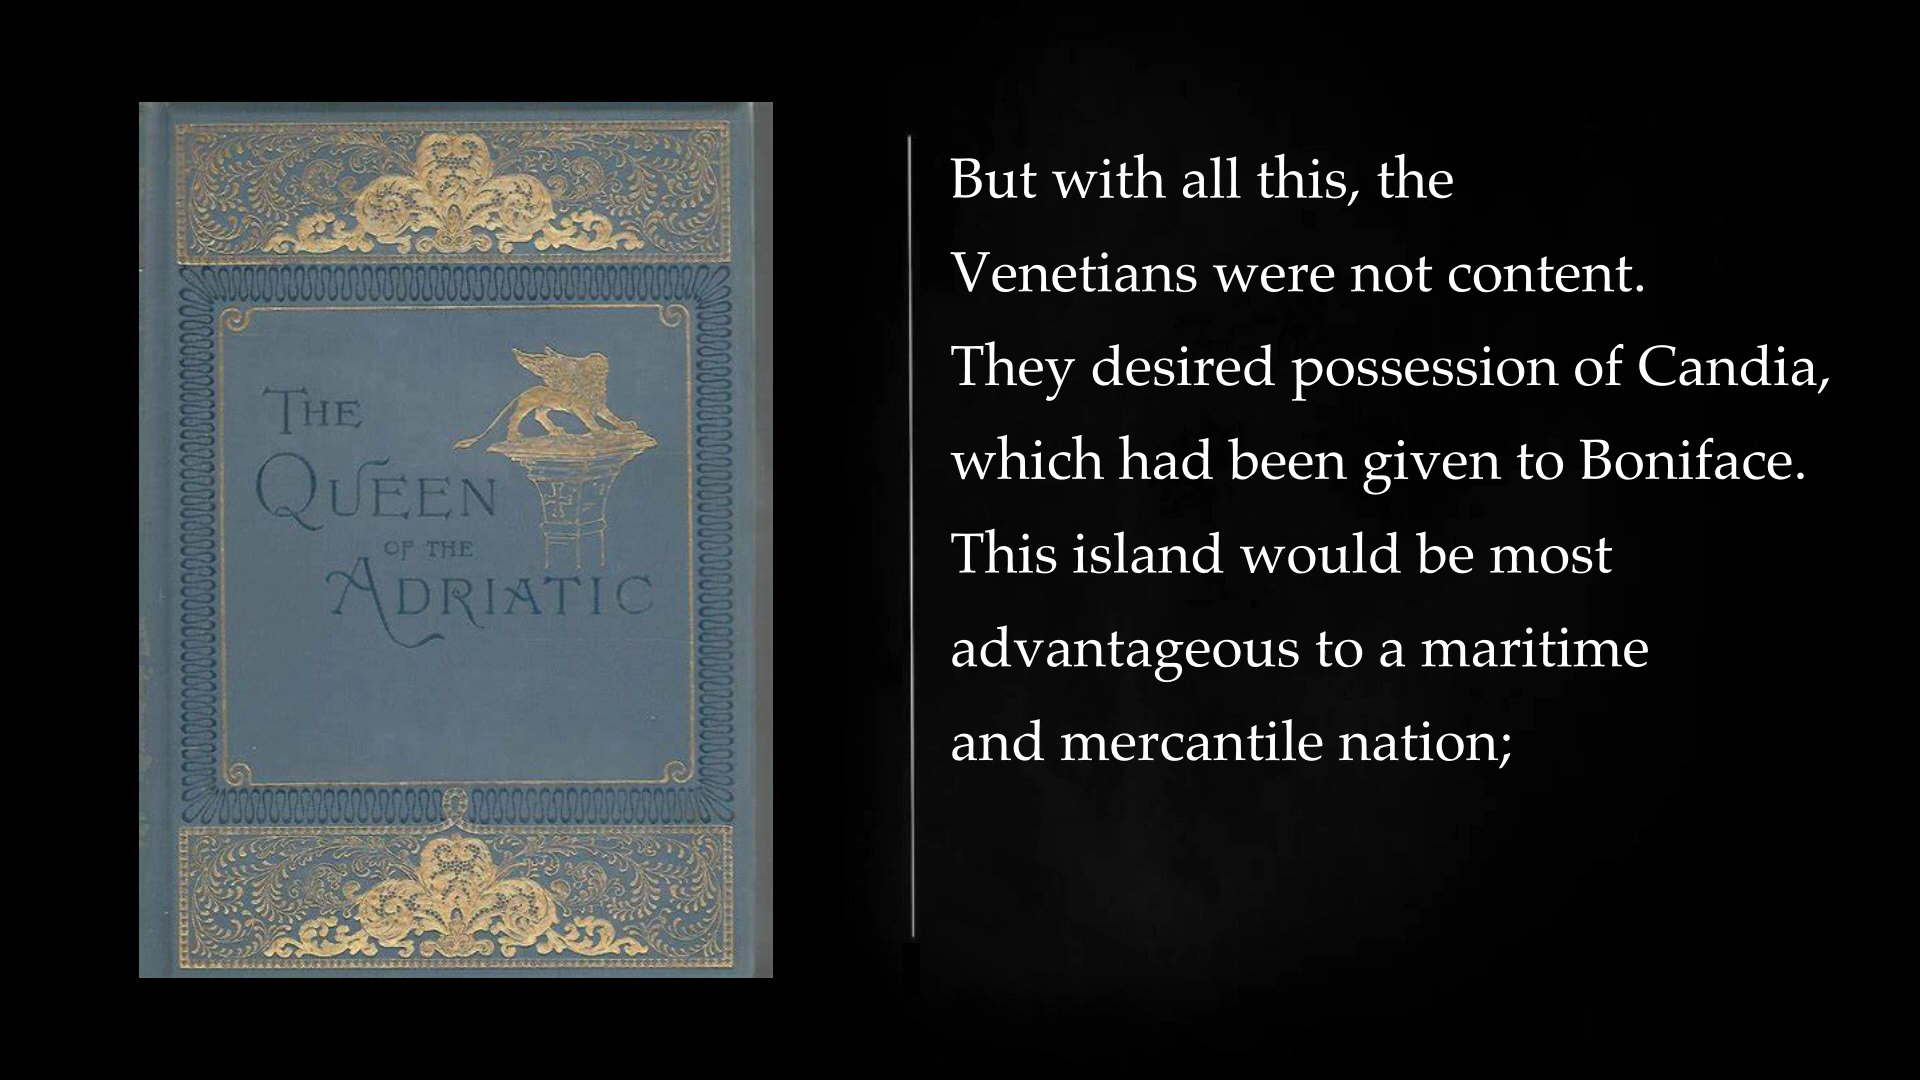 THE
QUEEN
OF THE
ADRIATIC
But with all this, the
Venetians were not content.
They desired possession of Candia,
which had been given to Boniface.
This island would be most
advantageous to a maritime
and mercantile nation;